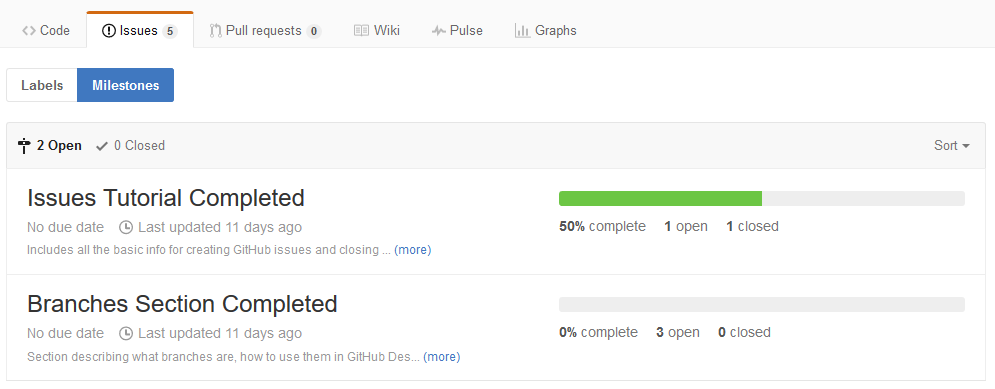 Code Issues 5 Pull requests 0 Wiki Pulse Graphs
Labels Milestones
2 Open 0 Closed Sort
Issues Tutorial Completed
No due date Last updated 11 days ago
50% complete 1 open 1 closed
Includes all the basic info for creating GitHub issues and closing ... (more)
Branches Section Completed
No due date Last updated 11 days ago
0% complete 3 open 0 closed
Section describing what branches are, how to use them in GitHub Des... (more)